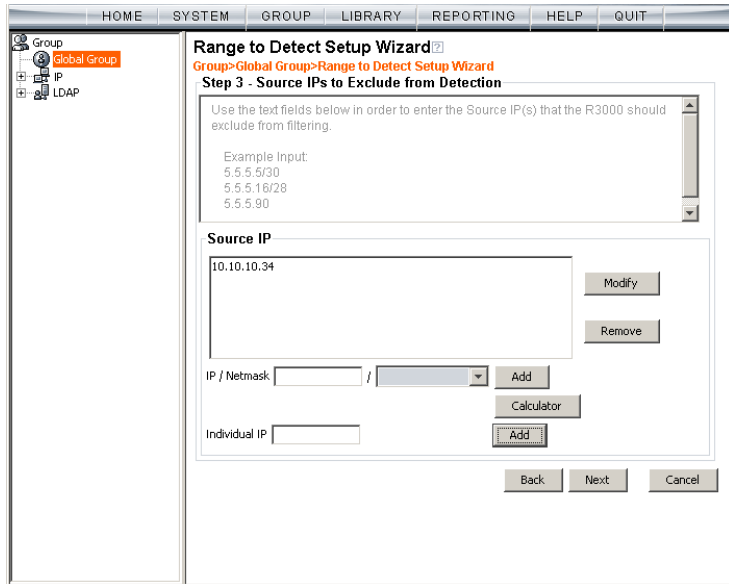 HOME SYSTEM GROUP LIBRARY REPORTING HELP QUIT
Group
Global Group
IP
LDAP
Range to Detect Setup Wizard?
Group>Global Group>Range to Detect Setup Wizard
Step 3 - Source IPs to Exclude from Detection
Use the text fields below in order to enter the Source IP(s) that the R3000 should
exclude from filtering.
Example Input:
5.5.5.5/30
5.5.5.16/28
5.5.5.90
Source IP
10.10.10.34
Modify
Remove
IP / Netmask / Add
Calculator
Individual IP Add
Back Next Cancel